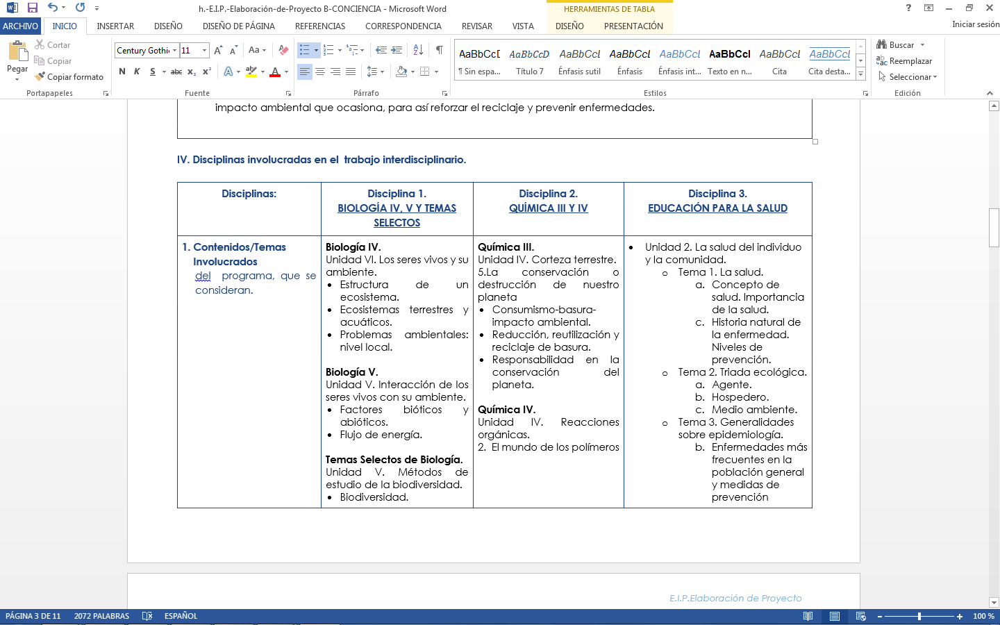 h.-E.I.P.-Elaboración-de-Proyecto B-CONCIENCIA - Microsoft Word
HERRAMIENTAS DE TABLA
ARCHIVO INICIO INSERTAR DISEÑO DISEÑO DE PÁGINA REFERENCIAS CORRESPONDENCIA REVISAR VISTA DISEÑO PRESENTACIÓN
Iniciar sesión
Pegar
Cortar
Copiar
Copiar formato
Portapapeles
Century Gothi 11
Fuente
Párrafo
AaBbCcD AaBbCcD AaBbCcL AaBbCcL AaBbCcL AaBbCcI AaBbCcL AaBbCcL
¶ Sin espa... Título 7 Énfasis sutil Énfasis Énfasis int... Texto en n... Cita Cita desta...
Estilos
Buscar
Reemplazar
Seleccionar
Edición
impacto ambiental que ocasiona, para así reforzar el reciclaje y prevenir enfermedades.
IV. Disciplinas involucradas en el  trabajo interdisciplinario.
Disciplinas:
Disciplina 1.
BIOLOGÍA IV, V Y TEMAS
SELECTOS
Disciplina 2.
QUÍMICA III Y IV
Disciplina 3.
EDUCACIÓN PARA LA SALUD
1. Contenidos/Temas
Involucrados
del programa, que se
consideran.
Biología IV.
Unidad VI. Los seres vivos y su
ambiente.
• Estructura de un
ecosistema.
• Ecosistemas terrestres y
acuáticos.
• Problemas ambientales:
nivel local.
Biología V.
Unidad V. Interacción de los
seres vivos con su ambiente.
• Factores bióticos y
abióticos.
• Flujo de energía.
Temas Selectos de Biología.
Unidad V. Métodos de
estudio de la biodiversidad.
• Biodiversidad.
Química III.
Unidad IV. Corteza terrestre.
5.La conservación o
destrucción de nuestro
planeta
• Consumismo-basura-
impacto ambiental.
• Reducción, reutilización y
reciclaje de basura.
• Responsabilidad en la
conservación del
planeta.
Química IV.
Unidad IV. Reacciones
orgánicas.
2. El mundo de los polímeros
• Unidad 2. La salud del individuo
y la comunidad.
o Tema 1. La salud.
a. Concepto de
salud. Importancia
de la salud.
c. Historia natural de
la enfermedad.
Niveles de
prevención.
o Tema 2. Triada ecológica.
a. Agente.
b. Hospedero.
c. Medio ambiente.
o Tema 3. Generalidades
sobre epidemiología.
b. Enfermedades más
frecuentes en la
población general
y medidas de
prevención
E.I.P.Elaboración de Proyecto
PÁGINA 3 DE 11 2072 PALABRAS ESPAÑOL 100 %